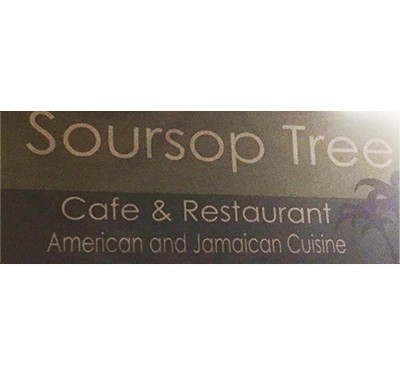 Soursop Tree
Cafe & Restaurant
American and Jamaican Cuisine